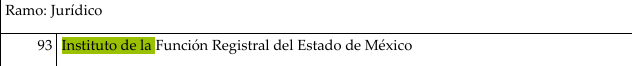 Ramo: Jurídico
93 Instituto de la Función Registral del Estado de México